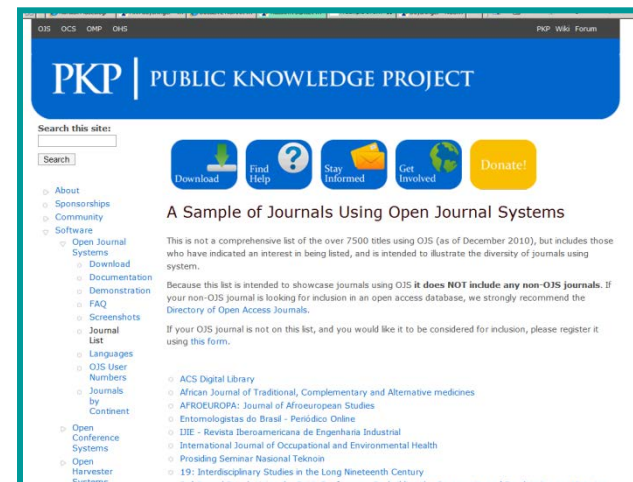 OJS OCS OMP OHS
PKP Wiki Forum
PKP | PUBLIC KNOWLEDGE PROJECT
Search this site:
Search
About
Sponsorships
Community
Software
Open Journal
Systems
Download
Documentation
Demonstration
FAQ
Screenshots
Journal
List
Languages
OJS User
Numbers
Journals
by
Continent
Open
Conference
Systems
Open
Harvester
Systems
Download
Find
Help
Stay
Informed
Get
Involved
Donate!
A Sample of Journals Using Open Journal Systems
This is not a comprehensive list of the over 7500 titles using OJS (as of December 2010), but includes those
who have indicated an interest in being listed, and is intended to illustrate the diversity of journals using
system.
Because this list is intended to showcase journals using OJS it does NOT include any non-OJS journals. If
your non-OJS journal is looking for inclusion in an open access database, we strongly recommend the
Directory of Open Access Journals.
If your OJS journal is not on this list, and you would like it to be considered for inclusion, please register it
using this form.
ACS Digital Library
African Journal of Traditional, Complementary and Alternative medicines
AFROEUROPA: Journal of Afroeuropean Studies
Entomologistas do Brasil - Periódico Online
IJIE - Revista Iberoamericana de Engenharia Industrial
International Journal of Occupational and Environmental Health
Prosiding Seminar Nasional Teknoin
19: Interdisciplinary Studies in the Long Nineteenth Century